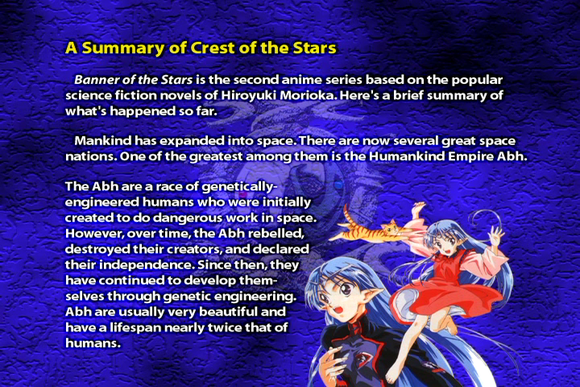 A Summary of Crest of the Stars
Banner of the Stars is the second anime series based on the popular
science fiction novels of Hiroyuki Morioka. Here's a brief summary of
what's happened so far.
Mankind has expanded into space. There are now several great space
nations. One of the greatest among them is the Humankind Empire Abh.
The Abh are a race of genetically-
engineered humans who were initially
created to do dangerous work in space.
However, over time, the Abh rebelled,
destroyed their creators, and declared
their independence. Since then, they
have continued to develop them-
selves through genetic engineering.
Abh are usually very beautiful and
have a lifespan nearly twice that of
humans.